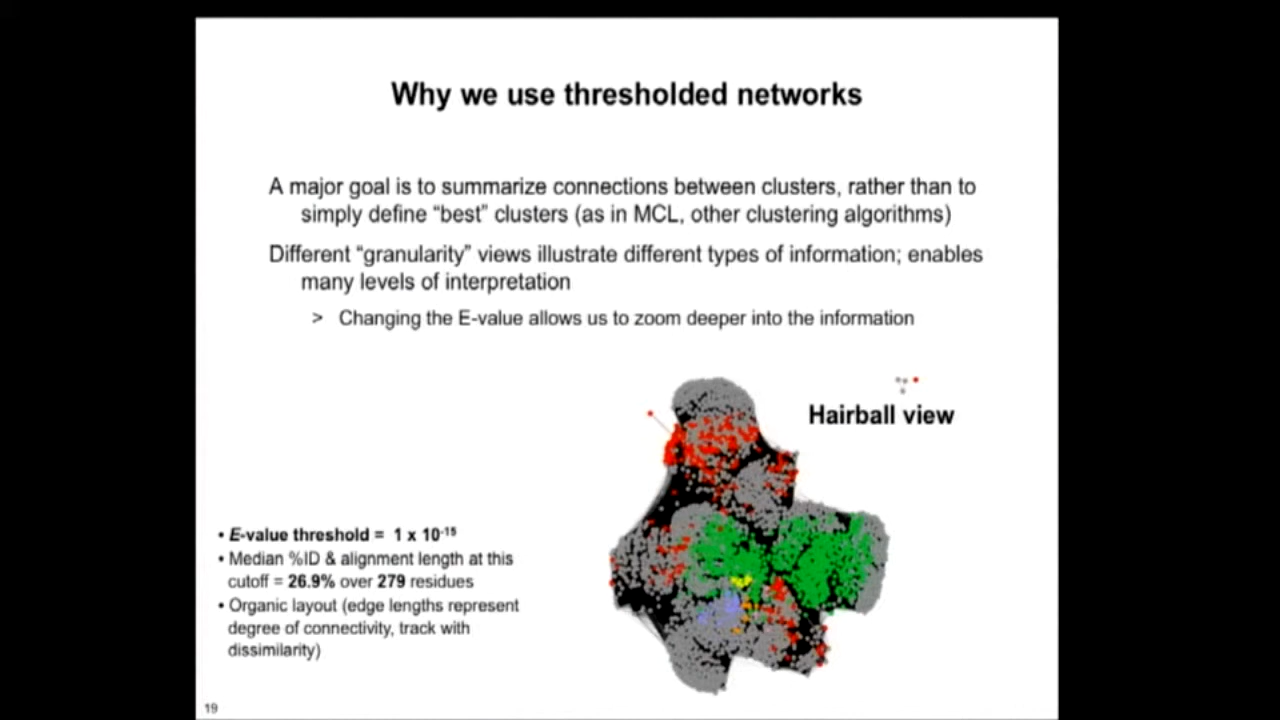 Why we use thresholded networks
A major goal is to summarize connections between clusters, rather than to
simply define “best” clusters (as in MCL, other clustering algorithms)
Different “granularity” views illustrate different types of information; enables
many levels of interpretation
> Changing the E-value allows us to zoom deeper into the information
Hairball view
• E-value threshold = 1 x 10⁻¹⁵
• Median %ID & alignment length at this
cutoff = 26.9% over 279 residues
• Organic layout (edge lengths represent
degree of connectivity, track with
dissimilarity)
19